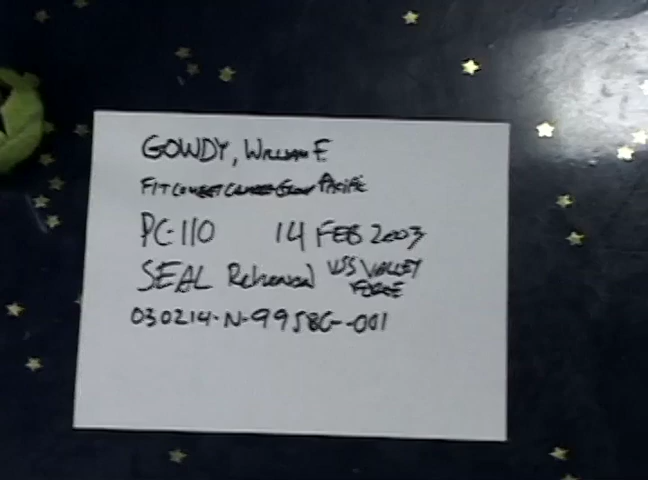 GOWDY, WILLIAM F.
FLT COMBAT CAMERA GROUP PACIFIC
PC-110 14 FEB 2003
SEAL Rehearsal USS VALLEY FORGE
030214-N-9958G-001